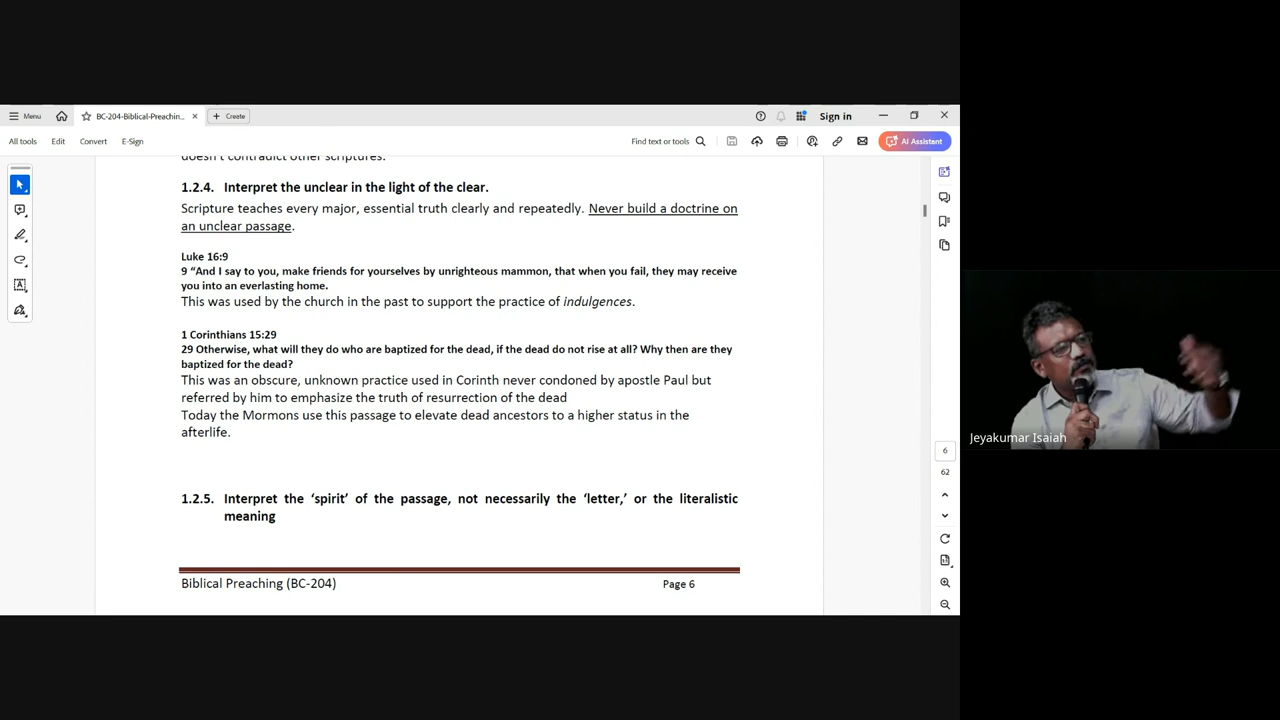 Menu
BC-204-Biblical-Preachin...
Create
Sign in
All tools
Edit
Convert
E-Sign
Find text or tools
AI Assistant
doesn't contradict other scriptures.
1.2.4. Interpret the unclear in the light of the clear.
Scripture teaches every major, essential truth clearly and repeatedly. Never build a doctrine on
an unclear passage.
Luke 16:9
9 “And I say to you, make friends for yourselves by unrighteous mammon, that when you fail, they may receive
you into an everlasting home.
This was used by the church in the past to support the practice of indulgences.
1 Corinthians 15:29
29 Otherwise, what will they do who are baptized for the dead, if the dead do not rise at all? Why then are they
baptized for the dead?
This was an obscure, unknown practice used in Corinth never condoned by apostle Paul but
referred by him to emphasize the truth of resurrection of the dead
Today the Mormons use this passage to elevate dead ancestors to a higher status in the
afterlife.
1.2.5. Interpret the ‘spirit’ of the passage, not necessarily the ‘letter,’ or the literalistic
meaning
Biblical Preaching (BC-204)
Page 6
6
62
Jeyakumar Isaiah